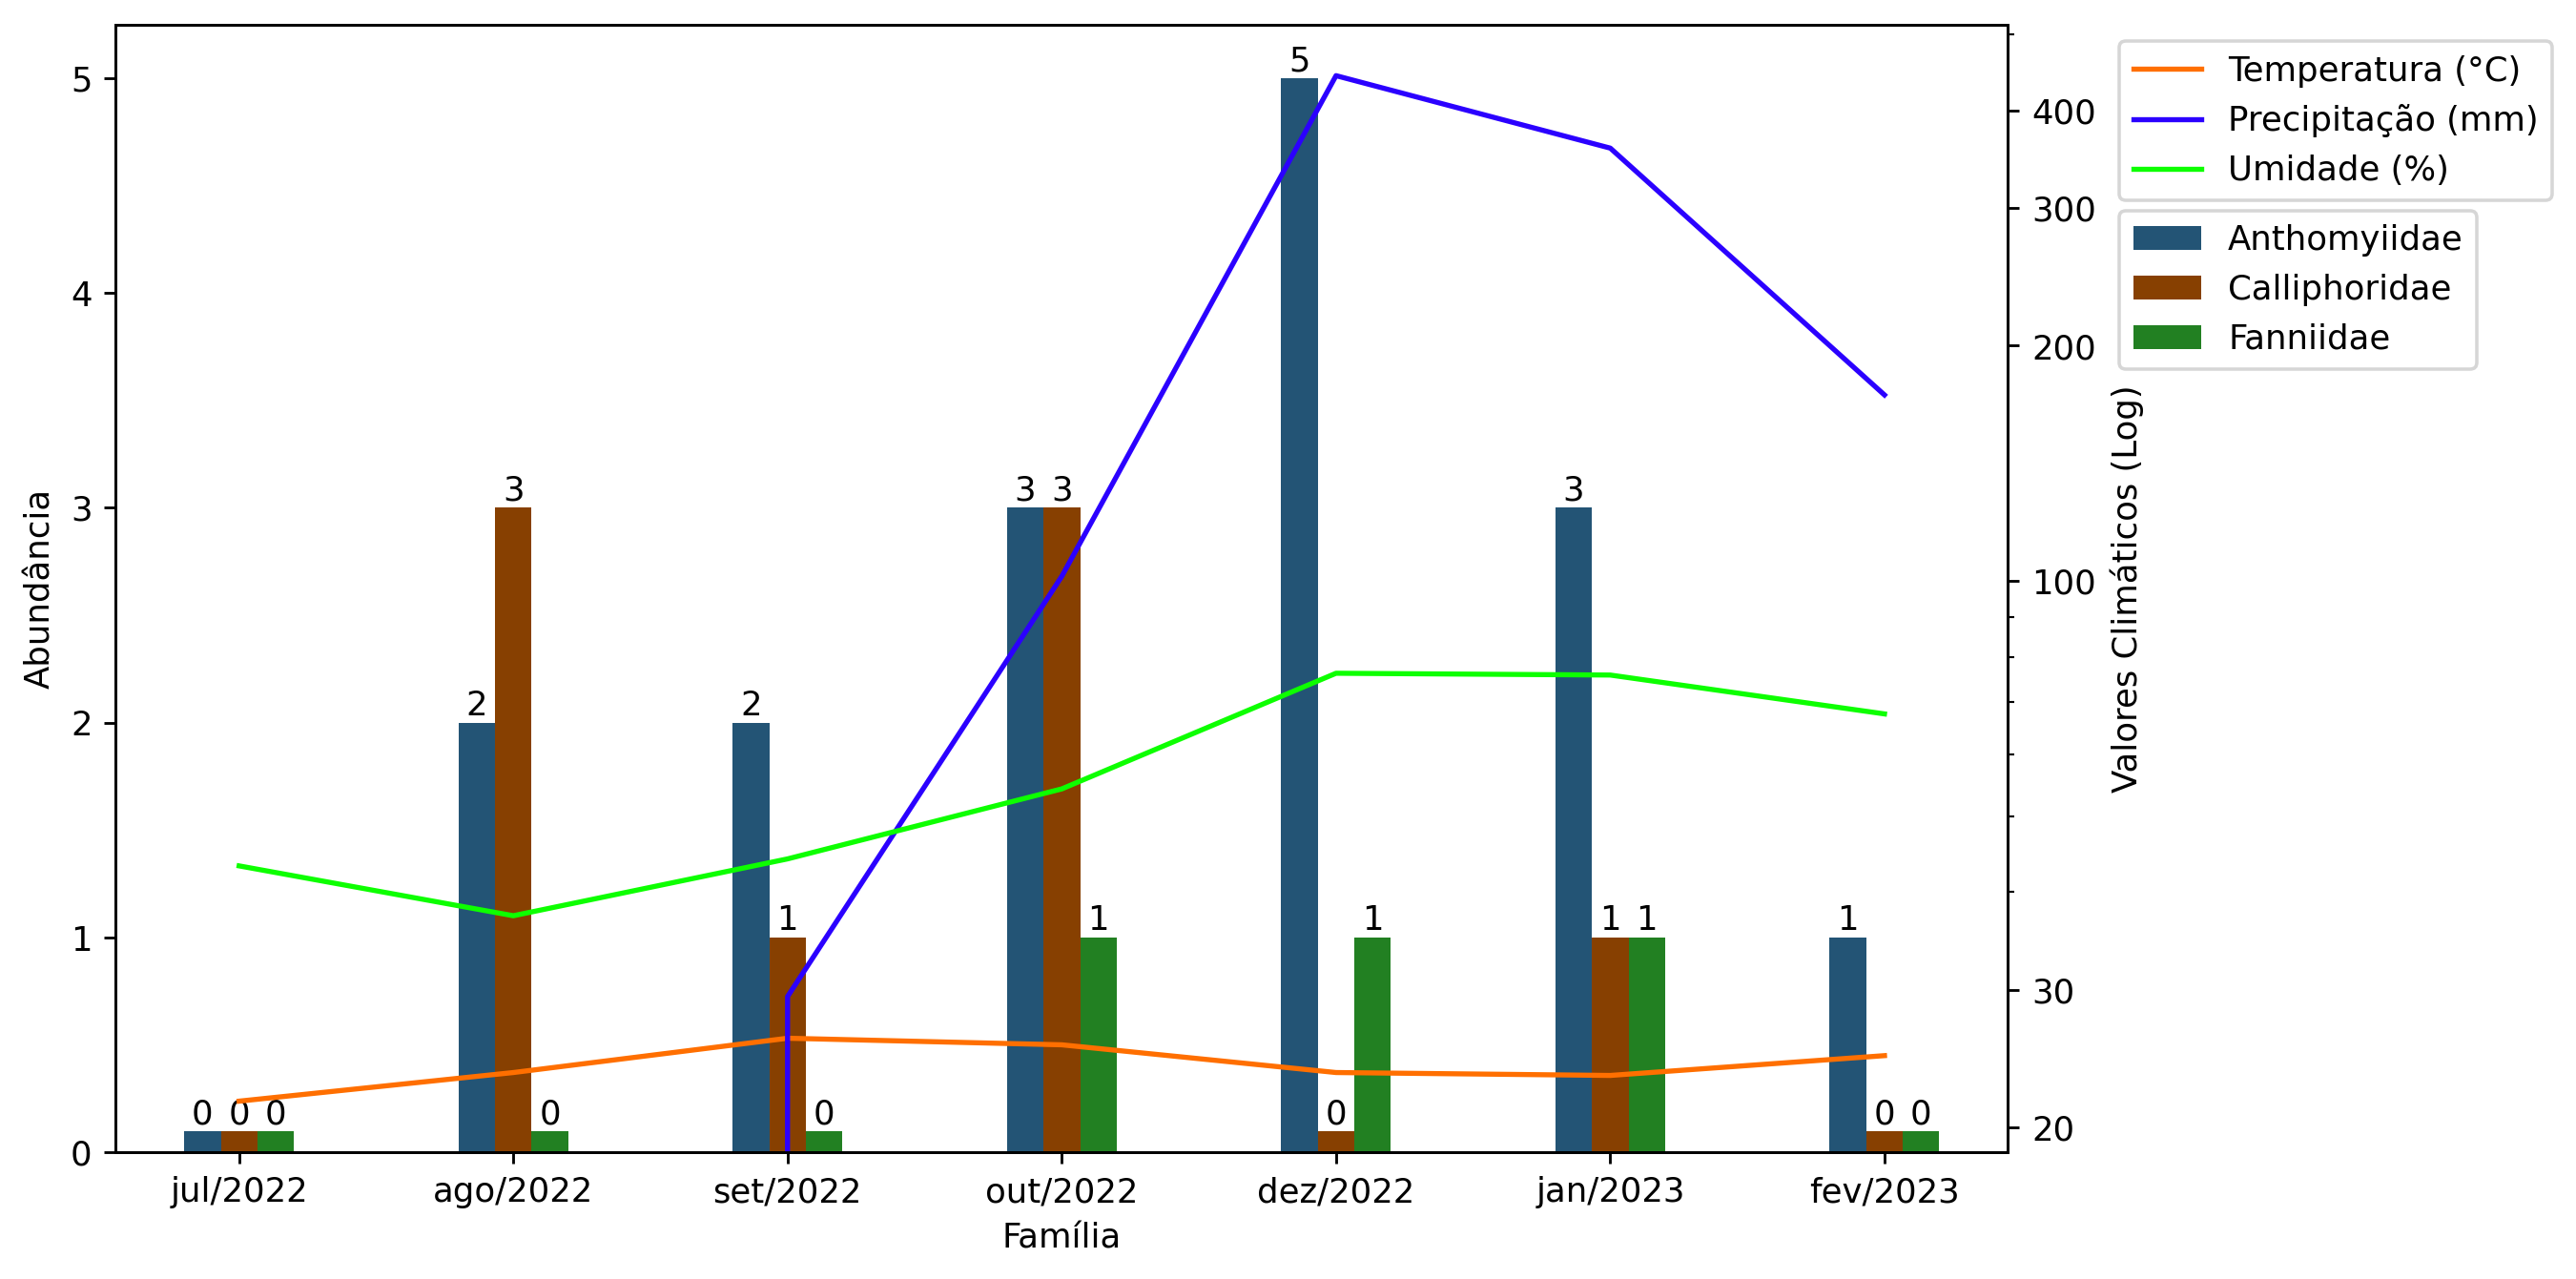 Abundância
5
4
3
2
1
0
0 0 0
2 3 0
2 1 0
3 3 1
5 0 1
3 1 1
1 0 0
jul/2022 ago/2022 set/2022 out/2022 dez/2022 jan/2023 fev/2023
Família
400
300
200
100
30
20
Valores Climáticos (Log)
Temperatura (°C)
Precipitação (mm)
Umidade (%)
Anthomyiidae
Calliphoridae
Fanniidae